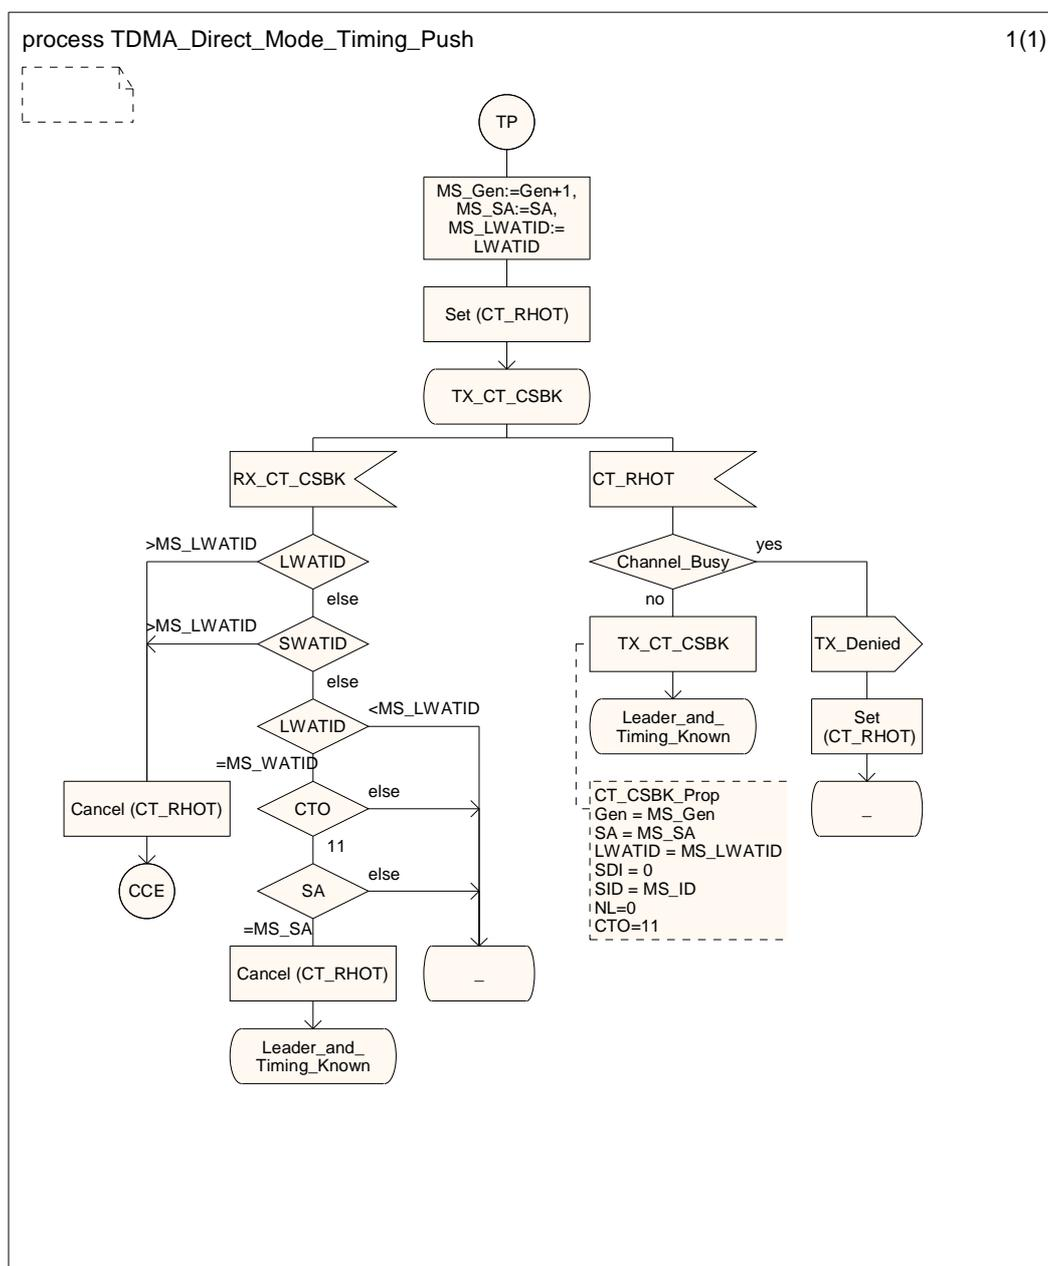 process TDMA_Direct_Mode_Timing_Push
1(1)
TP
MS_Gen:=Gen+1,
MS_SA:=SA,
MS_LWATID:=
LWATID
Set (CT_RHOT)
TX_CT_CSBK
RX_CT_CSBK
CT_RHOT
>MS_LWATID
LWATID
else
Channel_Busy
yes
no
>MS_LWATID
SWATID
else
TX_CT_CSBK
TX_Denied
LWATID
<MS_LWATID
=MS_WATID
Leader_and_
Timing_Known
Set
(CT_RHOT)
Cancel (CT_RHOT)
CTO
else
11
_
CT_CSBK_Prop
Gen = MS_Gen
SA = MS_SA
LWATID = MS_LWATID
SDI = 0
SID = MS_ID
NL=0
CTO=11
CCE
SA
else
=MS_SA
Cancel (CT_RHOT)
_
Leader_and_
Timing_Known